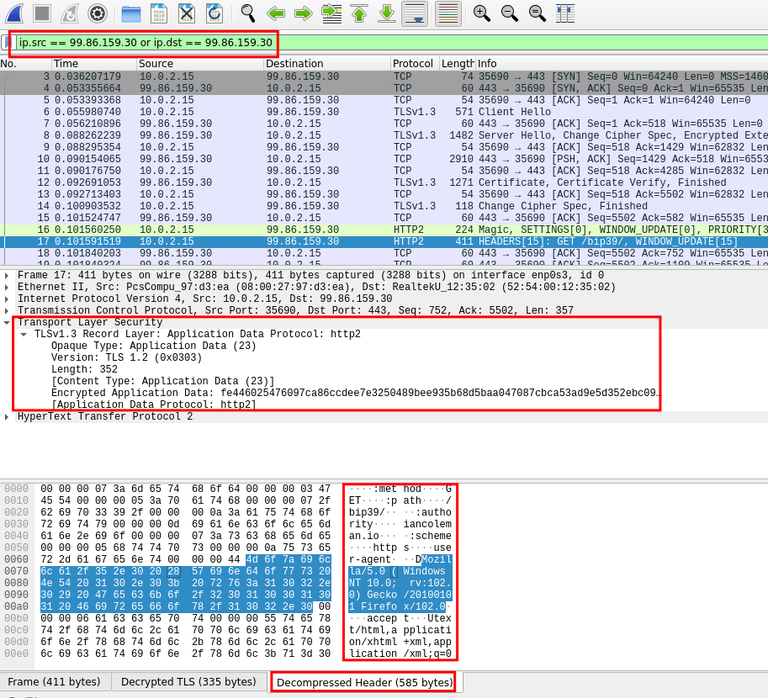 ip.src == 99.86.159.30 or ip.dst == 99.86.159.30
No. Time Source Destination Protocol Length Info
3 0.036207179 10.0.2.15 99.86.159.30 TCP 74 35690 → 443 [SYN] Seq=0 Win=64240 Len=0 MSS=1460
4 0.053355664 99.86.159.30 10.0.2.15 TCP 60 443 → 35690 [SYN, ACK] Seq=0 Ack=1 Win=65535
5 0.053393368 10.0.2.15 99.86.159.30 TCP 54 35690 → 443 [ACK] Seq=1 Ack=1 Win=64240 Len=0
6 0.055980740 10.0.2.15 99.86.159.30 TLSv1.3 571 Client Hello
7 0.056210896 99.86.159.30 10.0.2.15 TCP 60 443 → 35690 [ACK] Seq=1 Ack=518 Win=65535 Len=0
8 0.088262239 99.86.159.30 10.0.2.15 TLSv1.3 1482 Server Hello, Change Cipher Spec, Encrypted Exte
9 0.088295354 10.0.2.15 99.86.159.30 TCP 54 35690 → 443 [ACK] Seq=518 Ack=1429 Win=62832
10 0.090154065 99.86.159.30 10.0.2.15 TCP 2910 443 → 35690 [PSH, ACK] Seq=1429 Ack=518 Win=6553
11 0.090176750 10.0.2.15 99.86.159.30 TCP 54 35690 → 443 [ACK] Seq=518 Ack=4285 Win=62832
12 0.092691053 99.86.159.30 10.0.2.15 TLSv1.3 1271 Certificate, Certificate Verify, Finished
13 0.092713403 10.0.2.15 99.86.159.30 TCP 54 35690 → 443 [ACK] Seq=518 Ack=5502 Win=62832
14 0.100903532 10.0.2.15 99.86.159.30 TLSv1.3 118 Change Cipher Spec, Finished
15 0.101524747 99.86.159.30 10.0.2.15 TCP 60 443 → 35690 [ACK] Seq=5502 Ack=582 Win=65535
16 0.101560250 10.0.2.15 99.86.159.30 HTTP2 224 Magic, SETTINGS[0], WINDOW_UPDATE[0], PRIORITY[3
17 0.101591519 10.0.2.15 99.86.159.30 HTTP2 411 HEADERS[15]: GET /bip39/, WINDOW_UPDATE[15]
18 0.101840203 99.86.159.30 10.0.2.15 TCP 60 443 → 35690 [ACK] Seq=5502 Ack=752 Win=65535
Frame 17: 411 bytes on wire (3288 bits), 411 bytes captured (3288 bits) on interface enp0s3, id 0
Ethernet II, Src: PcsCompu_97:d3:ea (08:00:27:97:d3:ea), Dst: RealtekU_12:35:02 (52:54:00:12:35:02)
Internet Protocol Version 4, Src: 10.0.2.15, Dst: 99.86.159.30
Transmission Control Protocol, Src Port: 35690, Dst Port: 443, Seq: 752, Ack: 5502, Len: 357
Transport Layer Security
TLSv1.3 Record Layer: Application Data Protocol: http2
Opaque Type: Application Data (23)
Version: TLS 1.2 (0x0303)
Length: 352
[Content Type: Application Data (23)]
Encrypted Application Data: fe446025476097ca86ccdee7e3250489bee935b68d5baa047087cbca53ad9e5d352ebc09…
[Application Data Protocol: http2]
HyperText Transfer Protocol 2
0000 00 00 00 07 3a 6d 65 74 68 6f 64 00 00 00 03 47 ····:met hod····G
0010 45 54 00 00 00 05 3a 70 61 74 68 00 00 00 07 2f ET····:p ath····/
0020 62 69 70 33 39 2f 00 00 00 0a 3a 61 75 74 68 6f bip39/·· ··:autho
0030 72 69 74 79 00 00 00 0d 69 61 6e 63 6f 6c 65 6d rity···· iancolem
0040 61 6e 2e 69 6f 00 00 00 07 3a 73 63 68 65 6d 65 an.io··· ·:scheme
0050 00 00 00 05 68 74 74 70 73 00 00 00 0a 75 73 65 ····http s····use
0060 72 2d 61 67 65 6e 74 00 00 00 44 4d 6f 7a 69 6c r-agent· ··DMozil
0070 6c 61 2f 35 2e 30 20 28 57 69 6e 64 6f 77 73 20 la/5.0 ( Windows
0080 4e 54 20 31 30 2e 30 3b 20 72 76 3a 31 30 32 2e NT 10.0; rv:102.
0090 30 29 20 47 65 63 6b 6f 2f 32 30 31 30 30 31 30 0) Gecko /2010010
00a0 31 20 46 69 72 65 66 6f 78 2f 31 30 32 2e 30 00 1 Firefo x/102.0·
00b0 00 00 06 61 63 63 65 70 74 00 00 00 55 74 65 78 ···accep t···Utex
00c0 74 2f 68 74 6d 6c 2c 61 70 70 6c 69 63 61 74 69 t/html,a pplicati
00d0 6f 6e 2f 78 68 74 6d 6c 2b 78 6d 6c 2c 61 70 70 on/xhtml +xml,app
00e0 6c 69 63 61 74 69 6f 6e 2f 78 6d 6c 3b 71 3d 30 lication /xml;q=0
Frame (411 bytes) Decrypted TLS (335 bytes) Decompressed Header (585 bytes)